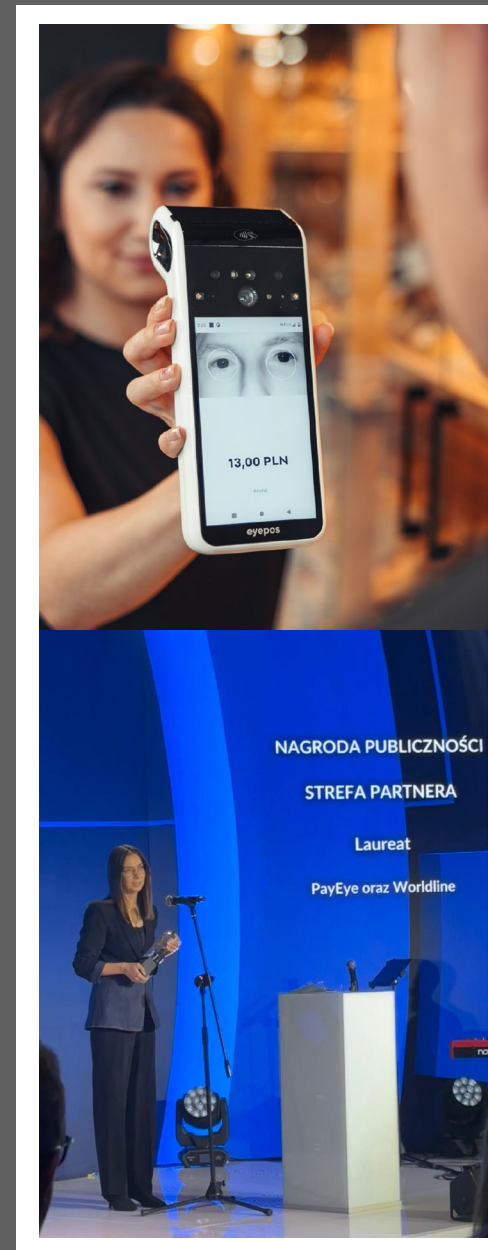 13,00 PLN
eyepos
NAGRODA PUBLICZNOŚCI
STREFA PARTNERA
Laureat
PayEye oraz Worldline